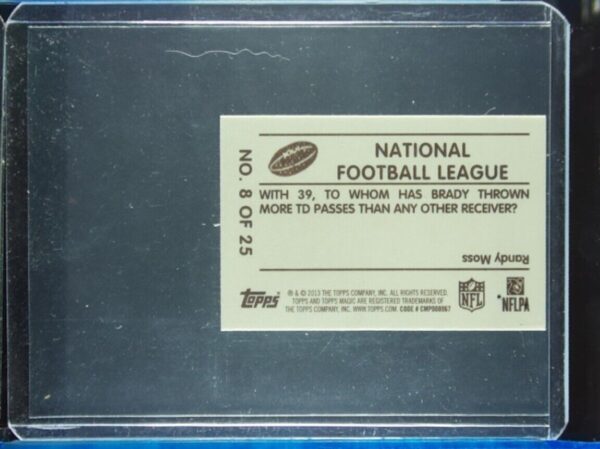 NO. 8 OF 25
NATIONAL
FOOTBALL LEAGUE
WITH 39, TO WHOM HAS BRADY THROWN
MORE TD PASSES THAN ANY OTHER RECEIVER?
Randy Moss
Topps
® & © 2013 THE TOPPS COMPANY, INC. ALL RIGHTS RESERVED.
TOPPS AND TOPPS MAGIC ARE REGISTERED TRADEMARKS OF
THE TOPPS COMPANY, INC. WWW.TOPPS.COM. CODE # CMP008067
NFL
NFLPA